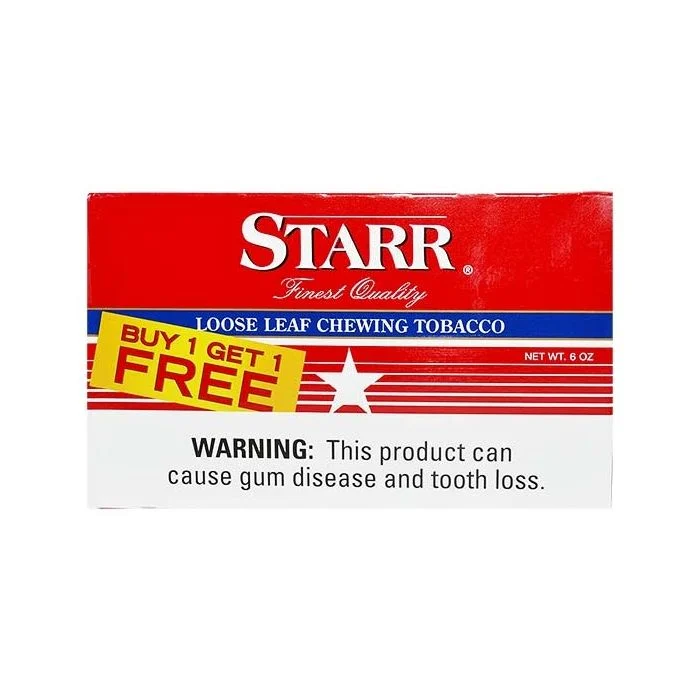 STARR®
Finest Quality
LOOSE LEAF CHEWING TOBACCO
BUY 1 GET 1
FREE
NET WT. 6 OZ
WARNING: This product can
cause gum disease and tooth loss.